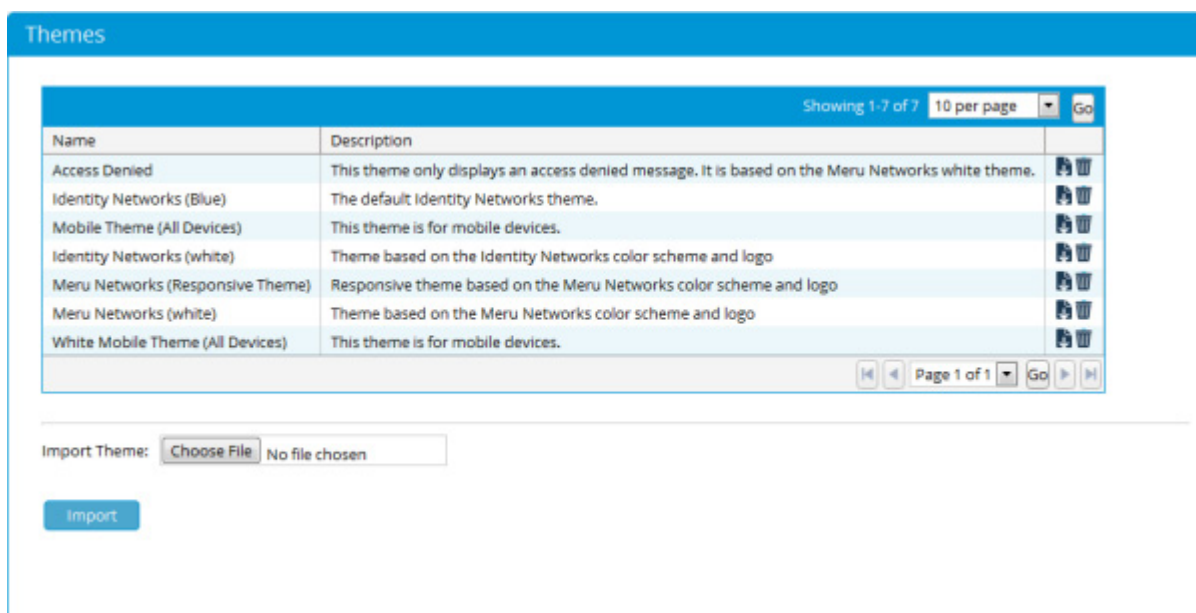 Themes
Showing 1-7 of 7 10 per page Go
Name Description
Access Denied This theme only displays an access denied message. It is based on the Meru Networks white theme.
Identity Networks (Blue) The default Identity Networks theme.
Mobile Theme (All Devices) This theme is for mobile devices.
Identity Networks (white) Theme based on the Identity Networks color scheme and logo
Meru Networks (Responsive Theme) Responsive theme based on the Meru Networks color scheme and logo
Meru Networks (white) Theme based on the Meru Networks color scheme and logo
White Mobile Theme (All Devices) This theme is for mobile devices.
Page 1 of 1 Go
Import Theme: Choose File No file chosen
Import